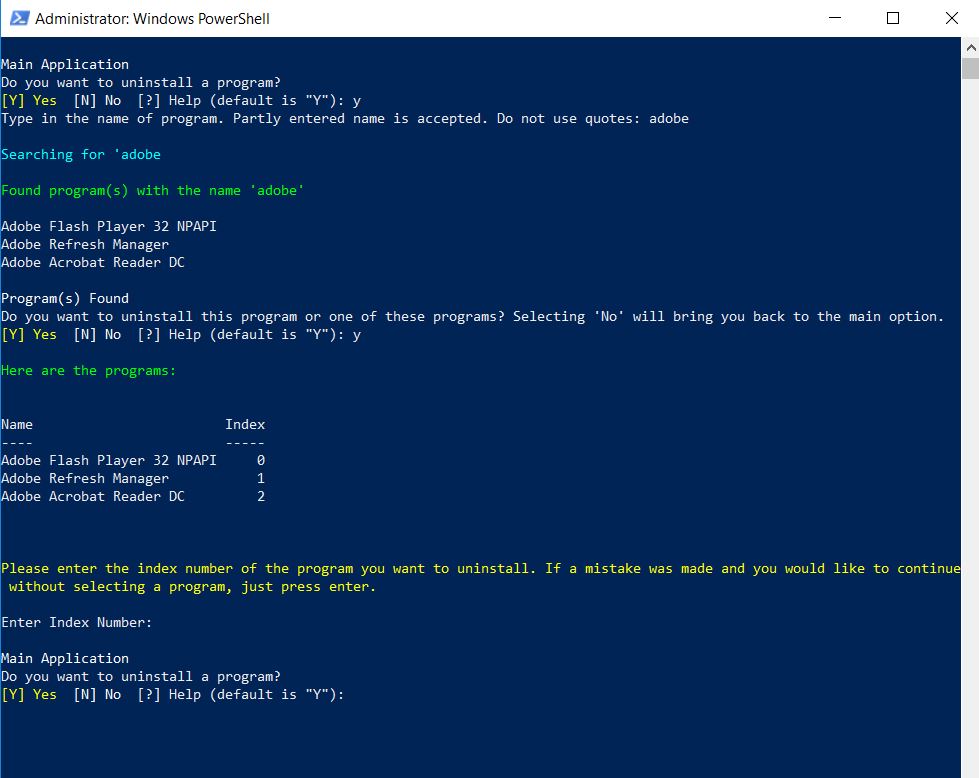 Administrator: Windows PowerShell
Main Application
Do you want to uninstall a program?
[Y] Yes  [N] No  [?] Help (default is "Y"): y
Type in the name of program. Partly entered name is accepted. Do not use quotes: adobe
Searching for 'adobe
Found program(s) with the name 'adobe'
Adobe Flash Player 32 NPAPI
Adobe Refresh Manager
Adobe Acrobat Reader DC
Program(s) Found
Do you want to uninstall this program or one of these programs? Selecting 'No' will bring you back to the main option.
[Y] Yes  [N] No  [?] Help (default is "Y"): y
Here are the programs:
Name                        Index
----                        -----
Adobe Flash Player 32 NPAPI     0
Adobe Refresh Manager           1
Adobe Acrobat Reader DC         2
Please enter the index number of the program you want to uninstall. If a mistake was made and you would like to continue
 without selecting a program, just press enter.
Enter Index Number:
Main Application
Do you want to uninstall a program?
[Y] Yes  [N] No  [?] Help (default is "Y"):